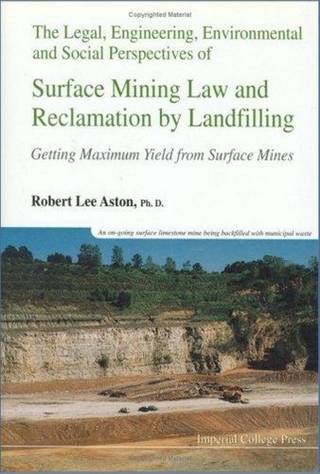 Copyrighted Material
The Legal, Engineering, Environmental
and Social Perspectives of
Surface Mining Law and
Reclamation by Landfilling
Getting Maximum Yield from Surface Mines
Robert Lee Aston, Ph. D.
An on-going surface limestone mine being backfilled with municipal waste
Imperial College Press
Copyrighted Material